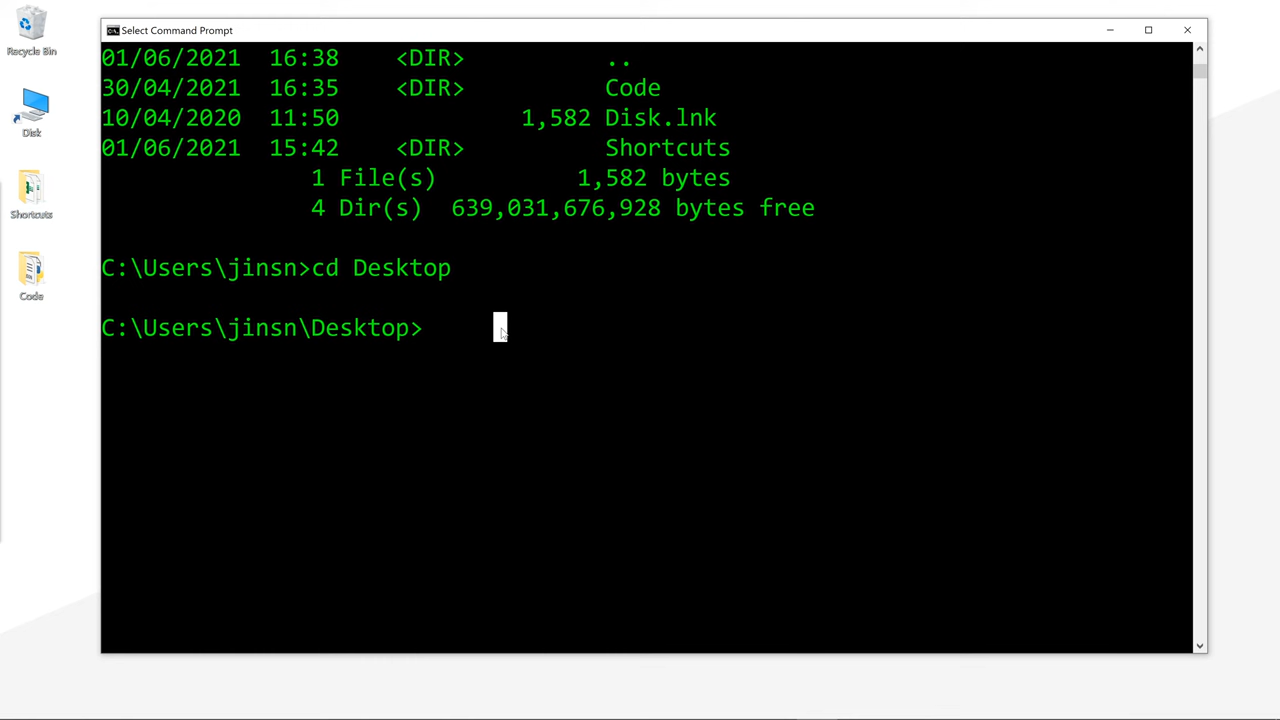 Recycle Bin
Disk
Shortcuts
Code
Select Command Prompt
01/06/2021  16:38    <DIR>          ..
30/04/2021  16:35    <DIR>          Code
10/04/2020  11:50             1,582 Disk.lnk
01/06/2021  15:42    <DIR>          Shortcuts
               1 File(s)          1,582 bytes
               4 Dir(s)  639,031,676,928 bytes free
C:\Users\jinsn>cd Desktop
C:\Users\jinsn\Desktop>